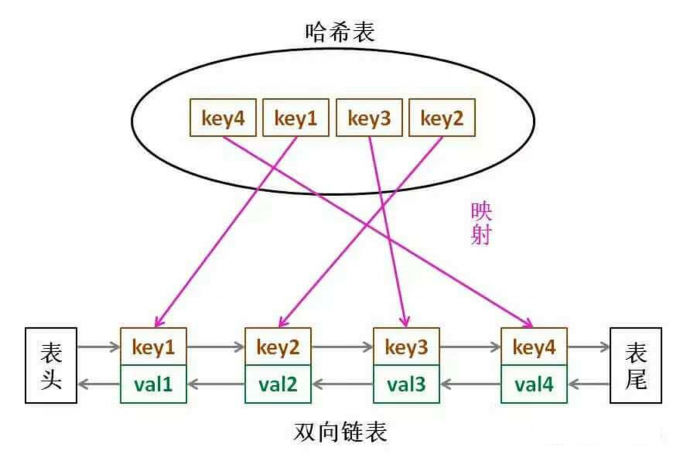 哈希表
key4 key1 key3 key2
映
射
表
头
key1 key2 key3 key4
val1 val2 val3 val4
表
尾
双向链表